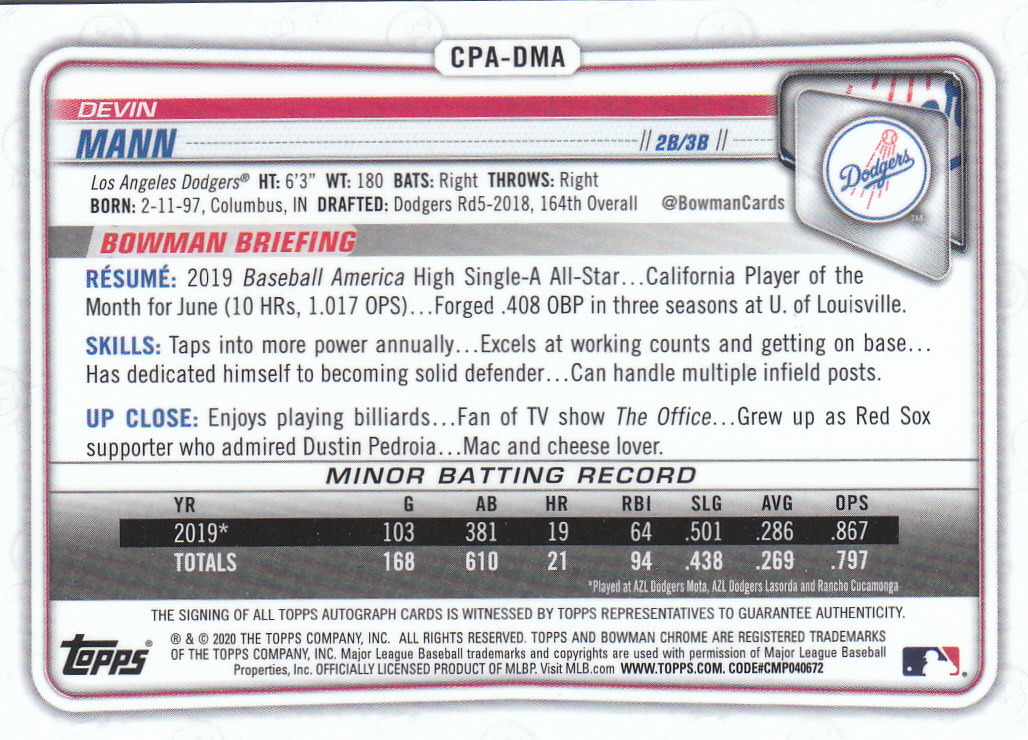 CPA-DMA
DEVIN
MANN // 2B/3B //
Dodgers TM
Los Angeles Dodgers® HT: 6'3" WT: 180 BATS: Right THROWS: Right
BORN: 2-11-97, Columbus, IN DRAFTED: Dodgers Rd5-2018, 164th Overall @BowmanCards
BOWMAN BRIEFING
RÉSUMÉ: 2019 Baseball America High Single-A All-Star...California Player of the
Month for June (10 HRs, 1.017 OPS)...Forged .408 OBP in three seasons at U. of Louisville.
SKILLS: Taps into more power annually...Excels at working counts and getting on base...
Has dedicated himself to becoming solid defender...Can handle multiple infield posts.
UP CLOSE: Enjoys playing billiards...Fan of TV show The Office...Grew up as Red Sox
supporter who admired Dustin Pedroia...Mac and cheese lover.
MINOR BATTING RECORD
YR G AB HR RBI SLG AVG OPS
2019* 103 381 19 64 .501 .286 .867
TOTALS 168 610 21 94 .438 .269 .797
*Played at AZL Dodgers Mota, AZL Dodgers Lasorda and Rancho Cucamonga
THE SIGNING OF ALL TOPPS AUTOGRAPH CARDS IS WITNESSED BY TOPPS REPRESENTATIVES TO GUARANTEE AUTHENTICITY.
Topps®
® & © 2020 THE TOPPS COMPANY, INC. ALL RIGHTS RESERVED. TOPPS AND BOWMAN CHROME ARE REGISTERED TRADEMARKS
OF THE TOPPS COMPANY, INC. Major League Baseball trademarks and copyrights are used with permission of Major League Baseball
Properties, Inc. OFFICIALLY LICENSED PRODUCT OF MLBP. Visit MLB.com WWW.TOPPS.COM. CODE#CMP040672